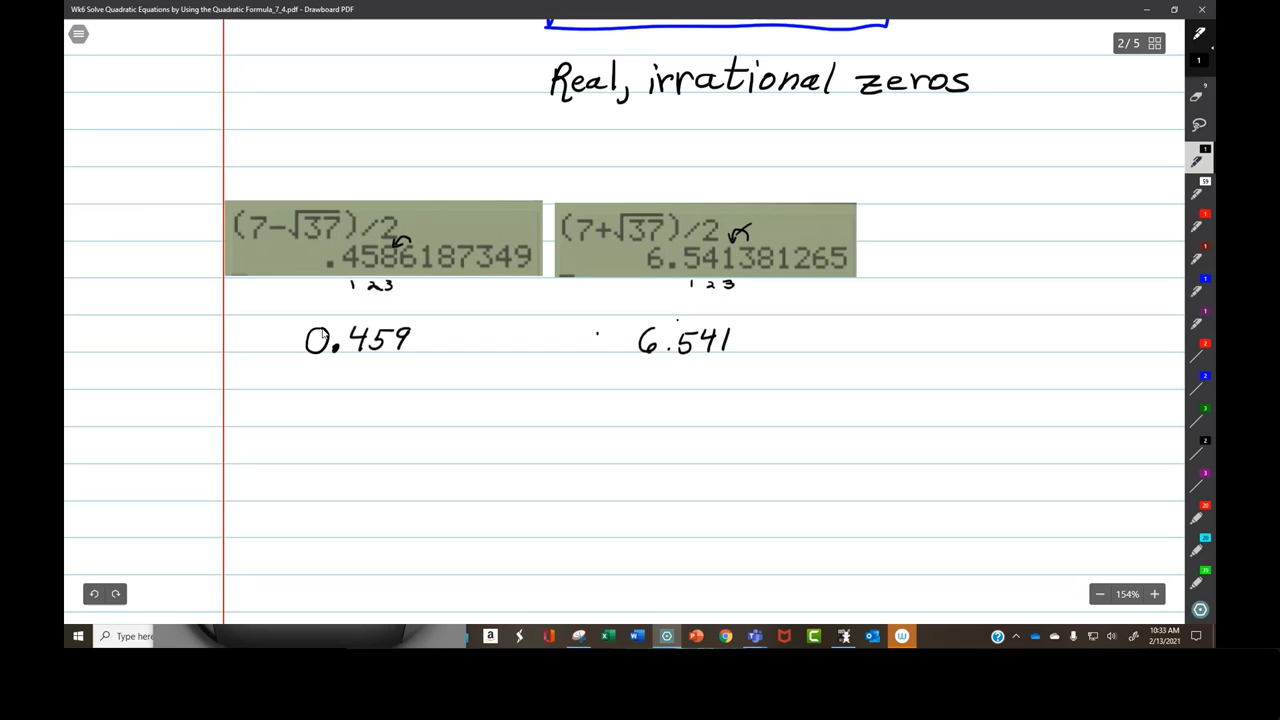 Wk6 Solve Quadratic Equations by Using the Quadratic Formula_7_4.pdf - Drawboard PDF
2/5
1
Real, irrational zeros
(7-√37)/2
.4586187349
(7+√37)/2
6.541381265
1 2 3
1 2 3
0.459
6.541
154%
Type here
10:33 AM
2/13/2021